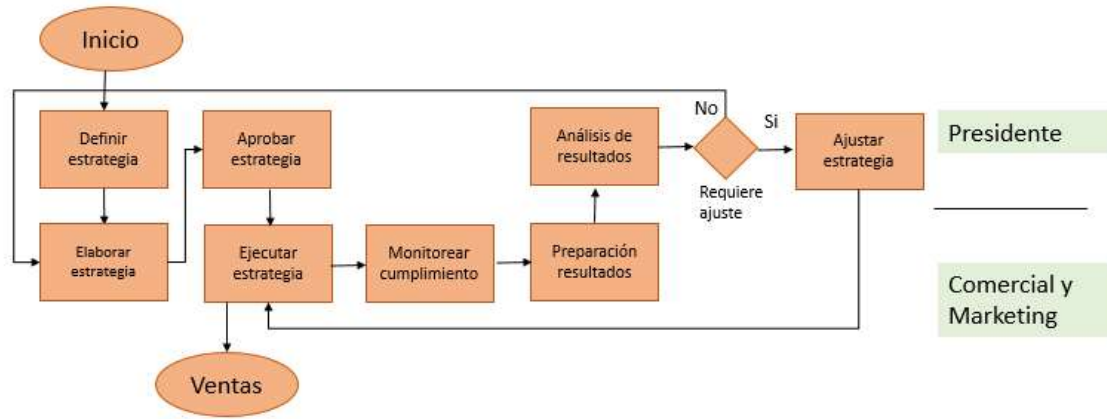 Inicio
Definir
estrategia
Aprobar
estrategia
Análisis de
resultados
No
Si
Requiere
ajuste
Ajustar
estrategia
Presidente
Elaborar
estrategia
Ejecutar
estrategia
Monitorear
cumplimiento
Preparación
resultados
Comercial y
Marketing
Ventas